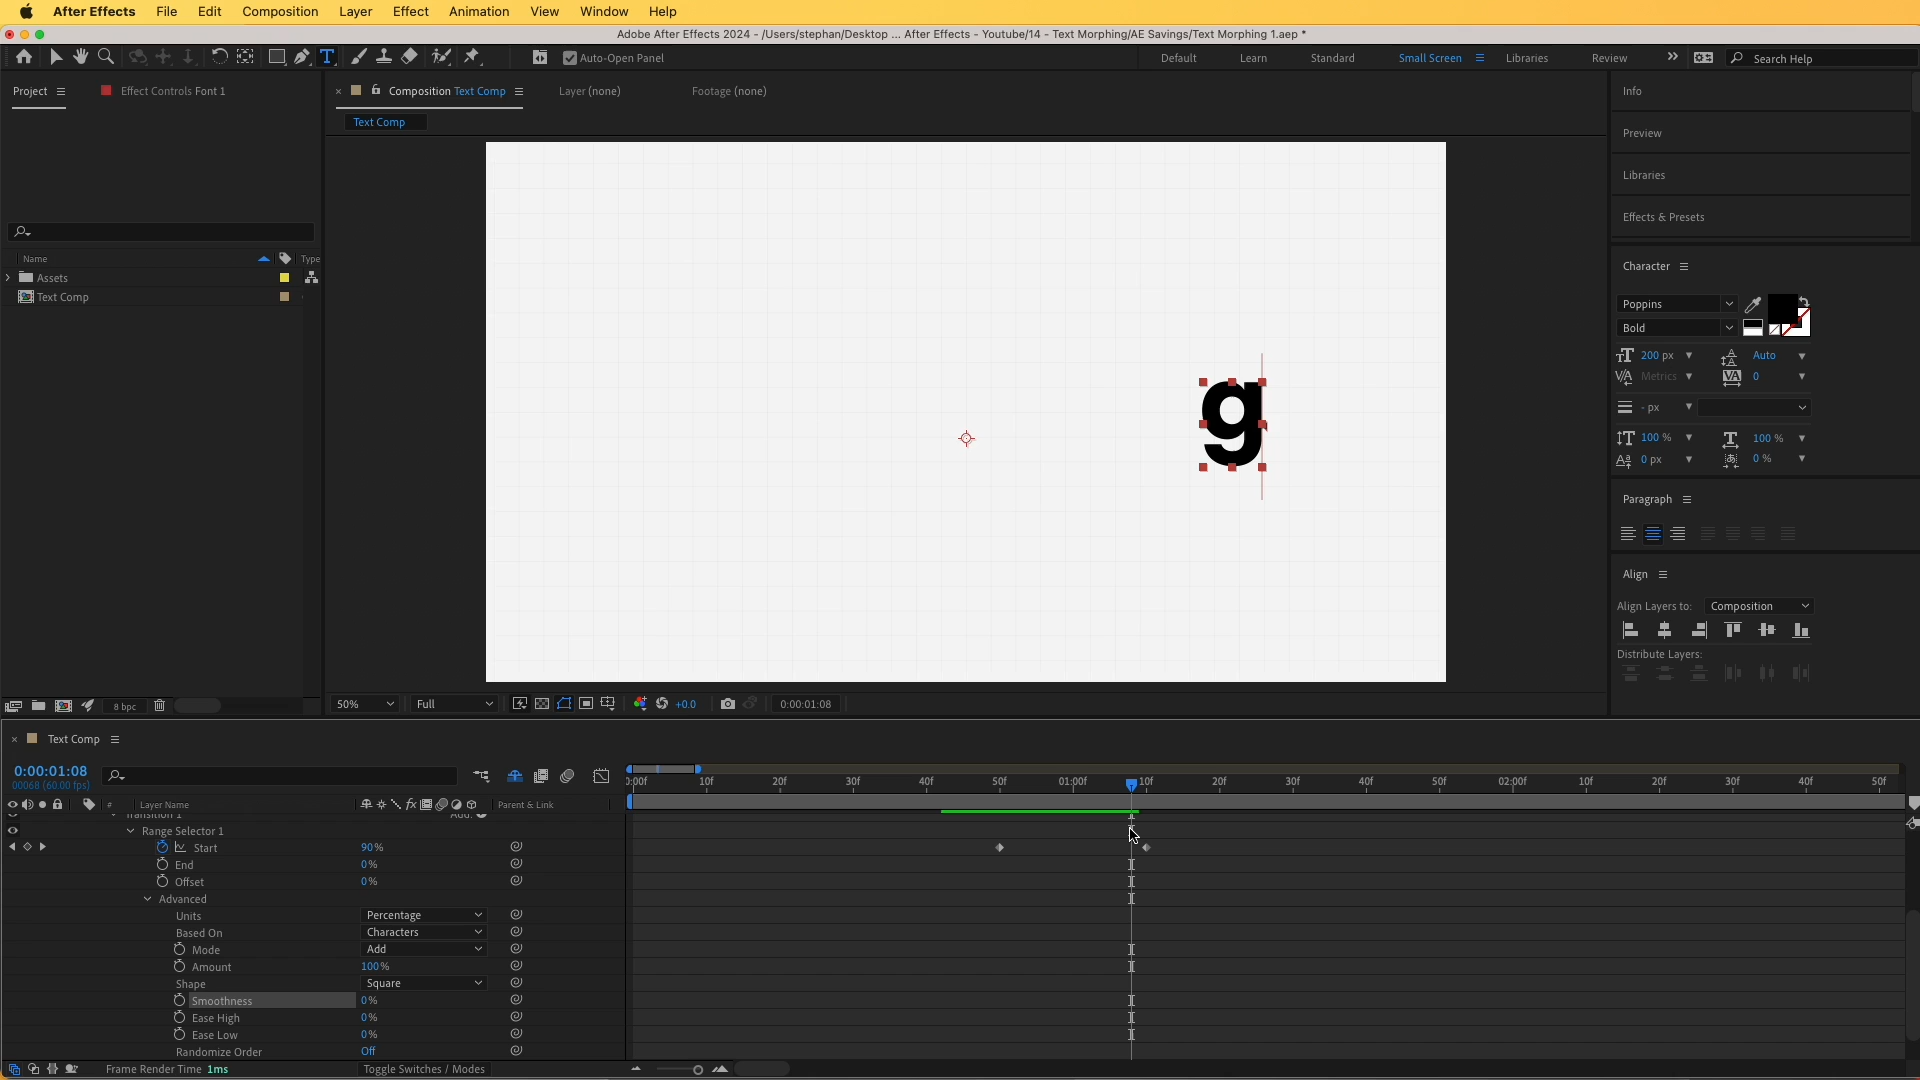 After Effects File Edit Composition Layer Effect Animation View Window Help
Adobe After Effects 2024 - /Users/stephan/Desktop ... After Effects - Youtube/14 - Text Morphing/AE Savings/Text Morphing 1.aep *
Auto-Open Panel Default Learn Standard Small Screen Libraries Review Search Help
Project Effect Controls Font 1 Composition Text Comp Layer (none) Footage (none) Info
Text Comp
Preview
Libraries
Effects & Presets
Name Type
Assets
Text Comp
Character
Poppins
Bold
200 px Auto
Metrics 0
- px
100 % 100 %
0 px 0 %
g
Paragraph
Align
Align Layers to: Composition
Distribute Layers:
8 bpc 50% Full +0.0 0:00:01:08
Text Comp
0:00:01:08
00068 (60.00 fps)
0:00f 10f 20f 30f 40f 50f 01:00f 10f 20f 30f 40f 50f 02:00f 10f 20f 30f 40f 50f
# Layer Name Parent & Link
Transition 1 Add:
Range Selector 1
Start 90%
End 0%
Offset 0%
Advanced
Units Percentage
Based On Characters
Mode Add
Amount 100%
Shape Square
Smoothness 0%
Ease High 0%
Ease Low 0%
Randomize Order Off
Frame Render Time 1ms Toggle Switches / Modes